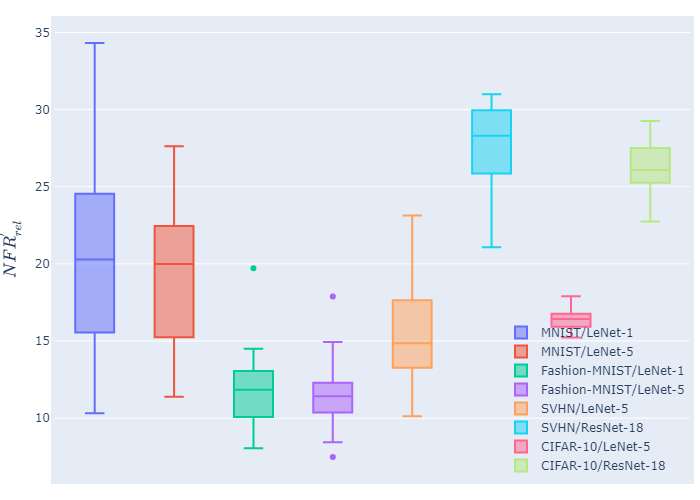 35
30
25
20
15
10
NFR'rel
MNIST/LeNet-1
MNIST/LeNet-5
Fashion-MNIST/LeNet-1
Fashion-MNIST/LeNet-5
SVHN/LeNet-5
SVHN/ResNet-18
CIFAR-10/LeNet-5
CIFAR-10/ResNet-18